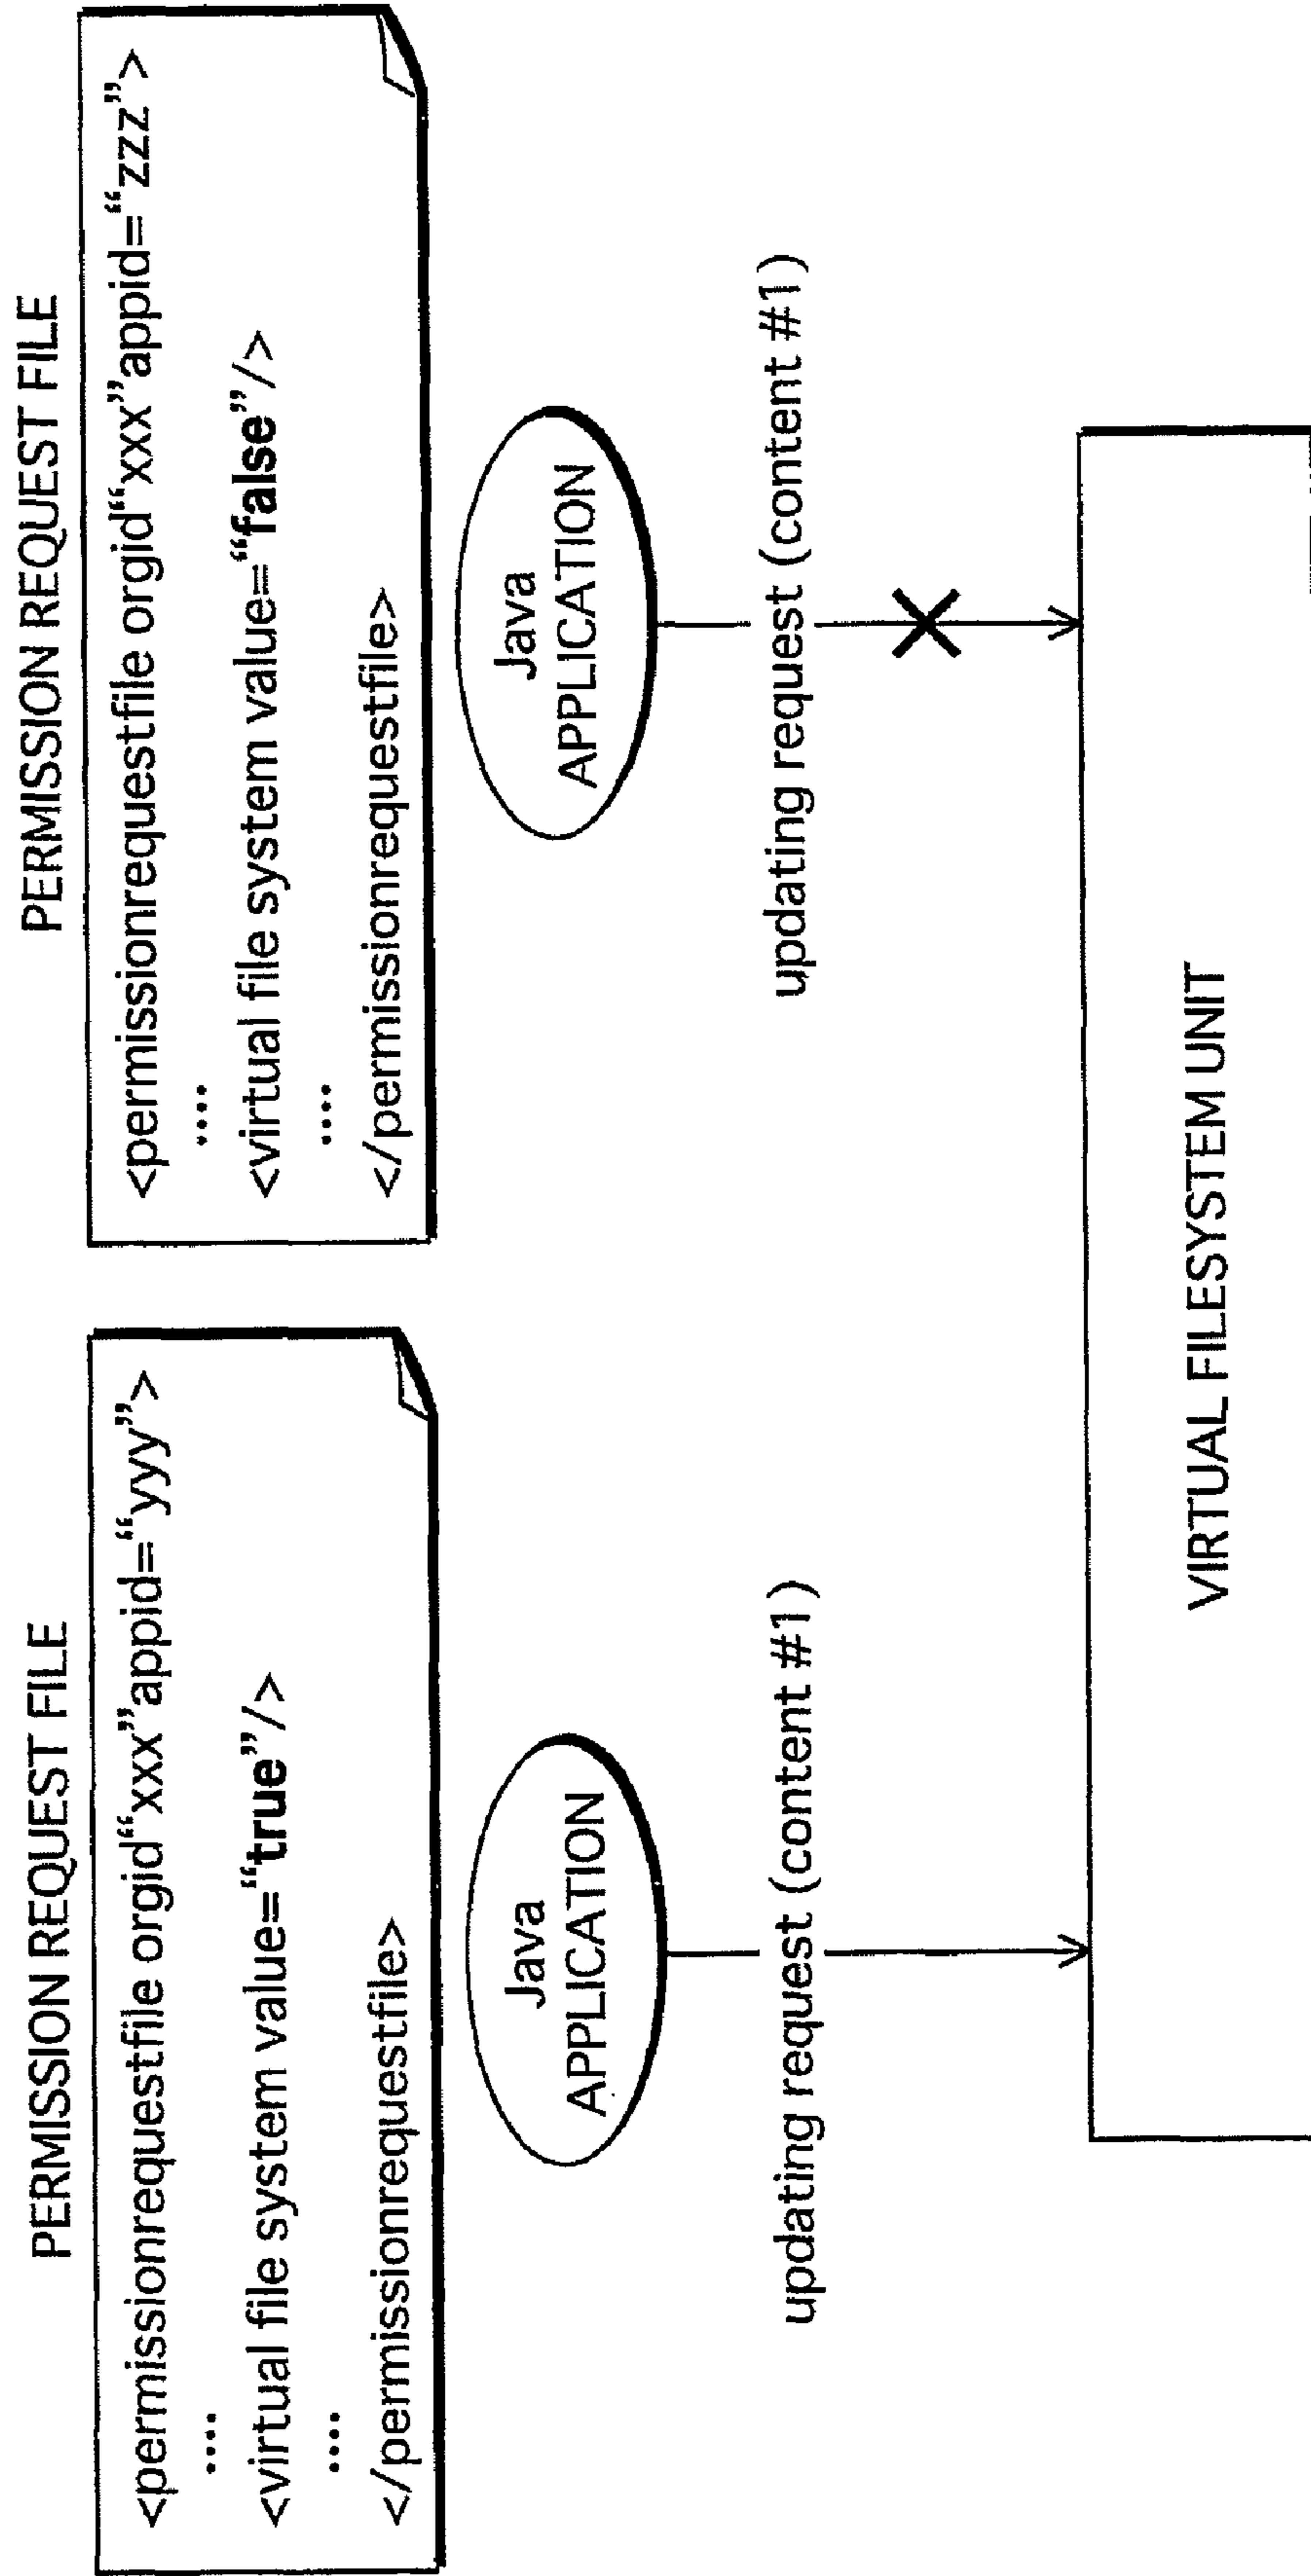 PERMISSION REQUEST FILE
<permissionrequestfile orgid“xxx”appid=“yyy”>
....
<virtual file system value=“true”/>
....
</permissionrequestfile>
Java
APPLICATION
updating request (content #1)
PERMISSION REQUEST FILE
<permissionrequestfile orgid“xxx”appid=“zzz”>
....
<virtual file system value=“false”/>
....
</permissionrequestfile>
Java
APPLICATION
updating request (content #1)
VIRTUAL FILESYSTEM UNIT